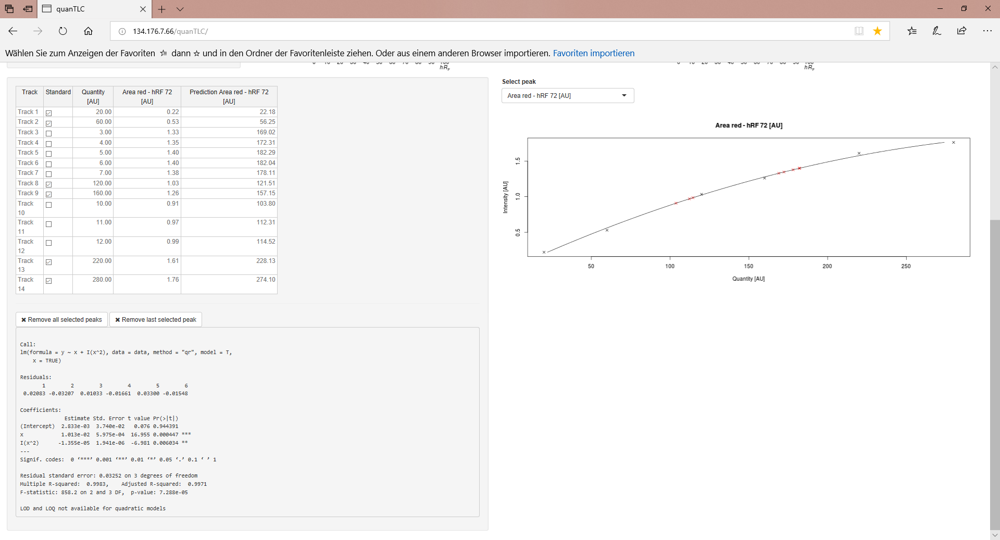 quanTLC
134.176.7.66/quanTLC/
Wählen Sie zum Anzeigen der Favoriten dann und in den Ordner der Favoritenleiste ziehen. Oder aus einem anderen Browser importieren. Favoriten importieren
hRF
hRF
Track Standard Quantity [AU] Area red - hRF 72 [AU] Prediction Area red - hRF 72 [AU]
Track 1 20.00 0.22 22.18
Track 2 60.00 0.53 56.25
Track 3 3.00 1.33 169.02
Track 4 4.00 1.35 172.31
Track 5 5.00 1.40 182.29
Track 6 6.00 1.40 182.04
Track 7 7.00 1.38 178.11
Track 8 120.00 1.03 121.51
Track 9 160.00 1.26 157.15
Track 10 10.00 0.91 103.80
Track 11 11.00 0.97 112.31
Track 12 12.00 0.99 114.52
Track 13 220.00 1.61 228.13
Track 14 280.00 1.76 274.10
Remove all selected peaks Remove last selected peak
Call:
lm(formula = y ~ x + I(x^2), data = data, method = "qr", model = T,
x = TRUE)
Residuals:
1 2 3 4 5 6
0.02083 -0.03207 0.01033 -0.01661 0.03300 -0.01548
Coefficients:
Estimate Std. Error t value Pr(>|t|)
(Intercept) 2.833e-03 3.740e-02 0.076 0.944391
x 1.013e-02 5.975e-04 16.955 0.000447 ***
I(x^2) -1.355e-05 1.941e-06 -6.981 0.006034 **
---
Signif. codes: 0 ‘***’ 0.001 ‘**’ 0.01 ‘*’ 0.05 ‘.’ 0.1 ‘ ’ 1
Residual standard error: 0.03252 on 3 degrees of freedom
Multiple R-squared: 0.9983, Adjusted R-squared: 0.9971
F-statistic: 858.2 on 2 and 3 DF, p-value: 7.288e-05
LOD and LOQ not available for quadratic models
Select peak
Area red - hRF 72 [AU]
Area red - hRF 72 [AU]
Intensity [AU]
1.5
1.0
0.5
50 100 150 200 250
Quantity [AU]